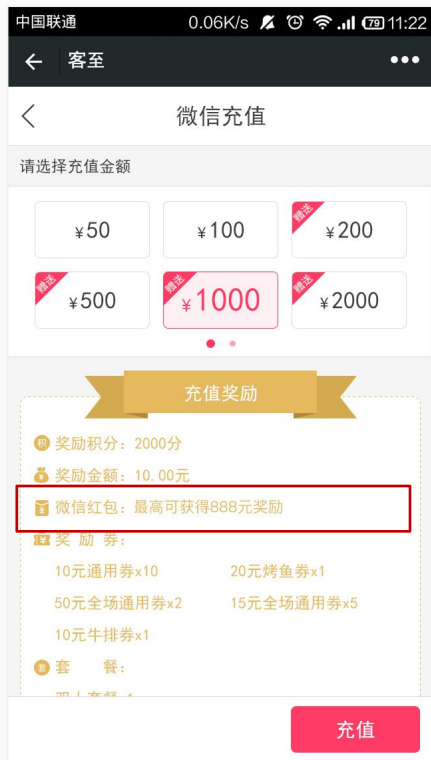 中国联通 0.06K/s 79 11:22
客至
微信充值
请选择充值金额
¥50 ¥100 赠送 ¥200
赠送 ¥500 赠送 ¥1000 赠送 ¥2000
充值奖励
积 奖励积分：2000分
奖励金额：10.00元
微信红包：最高可获得888元奖励
奖 励 券：
10元通用券x10 20元烤鱼券x1
50元全场通用券x2 15元全场通用券x5
10元牛排券x1
套 餐：
充值